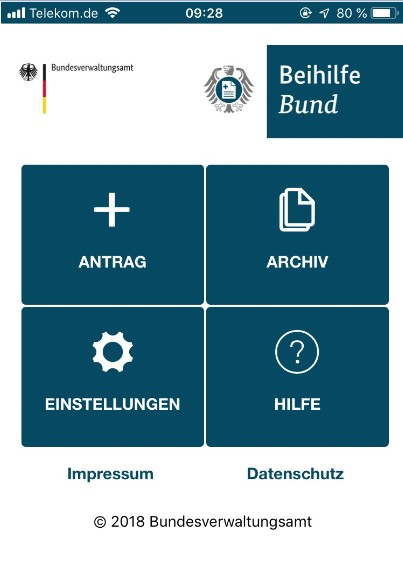 Telekom.de 09:28 80 %
Bundesverwaltungsamt
Beihilfe
Bund
+
ANTRAG
ARCHIV
?
EINSTELLUNGEN
HILFE
Impressum
Datenschutz
© 2018 Bundesverwaltungsamt